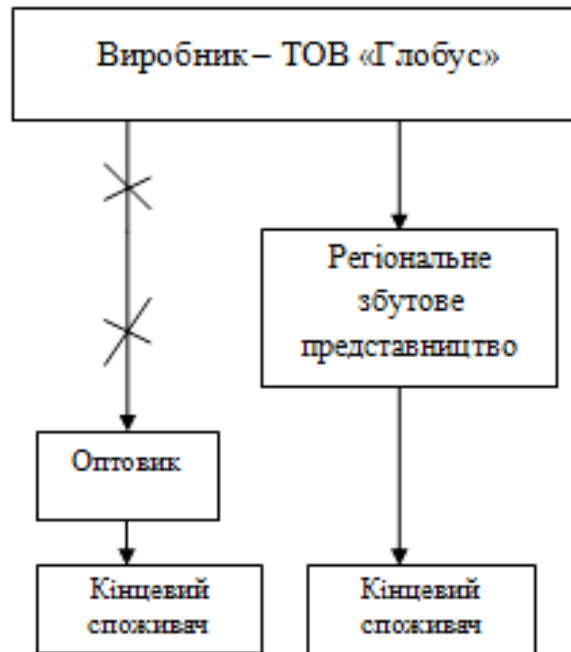 Виробник – ТОВ «Глобус»
Регіональне
збутове
представництво
Оптовик
Кінцевий
споживач
Кінцевий
споживач